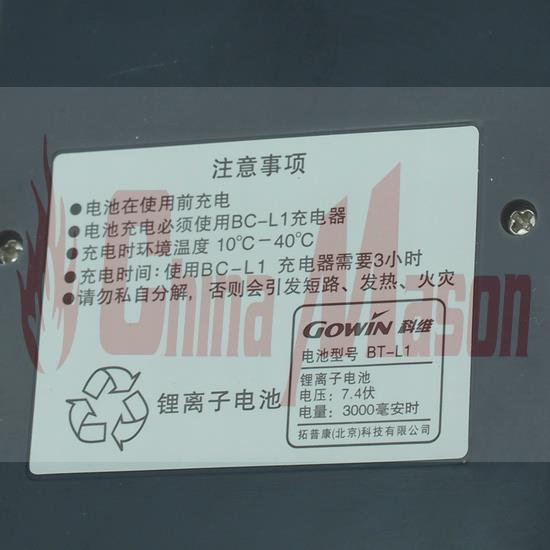 注意事项
●电池在使用前充电
●电池充电必须使用BC-L1充电器
●充电时环境温度 10℃-40℃
●充电时间:使用BC-L1 充电器需要3小时
●请勿私自分解,否则会引发短路、发热、火灾
GOWIN 科维
电池型号 BT-L1
锂离子电池
电压: 7.4伏
电量: 3000毫安时
拓普康(北京)科技有限公司
锂离子电池
China Mason